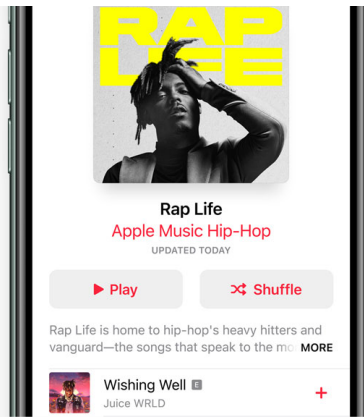 RAP
LIFE
Rap Life
Apple Music Hip-Hop
UPDATED TODAY
Play
Shuffle
Rap Life is home to hip-hop's heavy hitters and
vanguard—the songs that speak to the mo MORE
Wishing Well E
Juice WRLD